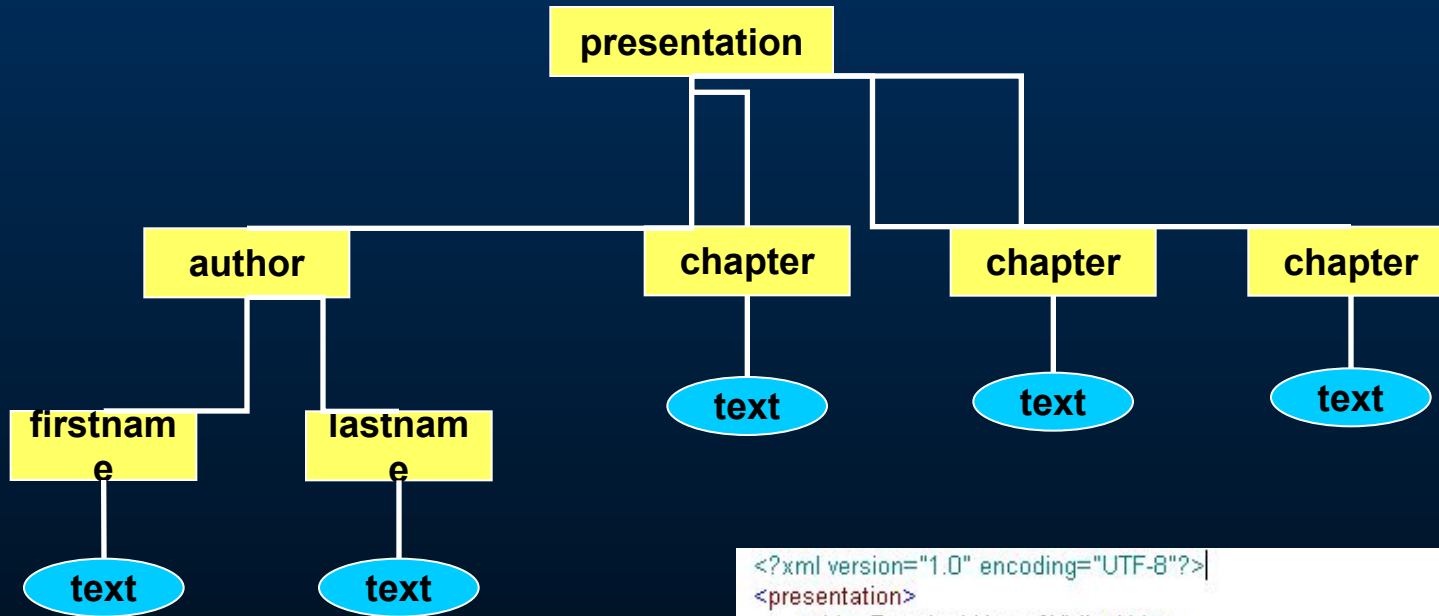 presentation
author
chapter
chapter
chapter
firstnam
e
lastnam
e
text
text
text
text
text
<?xml version="1.0" encoding="UTF-8"?>
<presentation>